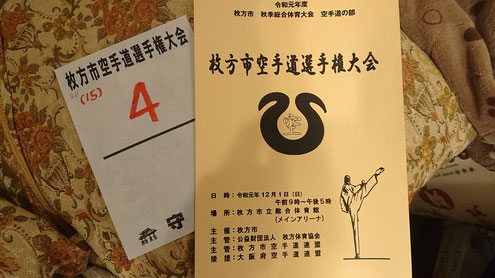 枚方市空手道選手権大会
(15)
4
守
令和元年度
枚方市 秋季総合体育大会 空手道の部
枚方市空手道選手権大会
日 時：令和元年１２月１日（日）
午前９時～午後５時
場 所：枚方市立総合体育館
（メインアリーナ）
主 催：枚方市
主 管：公益財団法人 枚方体育協会
主 管：枚方市空手道連盟
後 援：大阪府空手道連盟